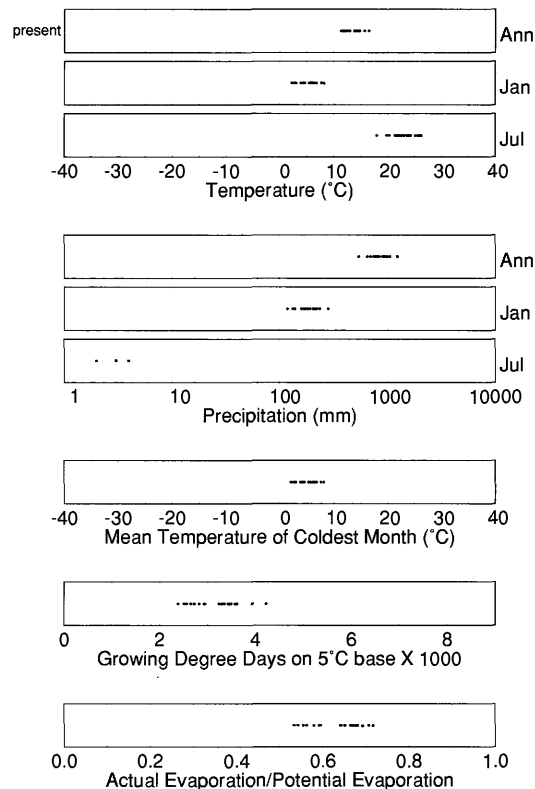 present
Ann
Jan
Jul
-40 -30 -20 -10 0 10 20 30 40
Temperature (˚C)
Ann
Jan
Jul
1 10 100 1000 10000
Precipitation (mm)
-40 -30 -20 -10 0 10 20 30 40
Mean Temperature of Coldest Month (˚C)
0 2 4 6 8
Growing Degree Days on 5˚C base X 1000
0.0 0.2 0.4 0.6 0.8 1.0
Actual Evaporation/Potential Evaporation